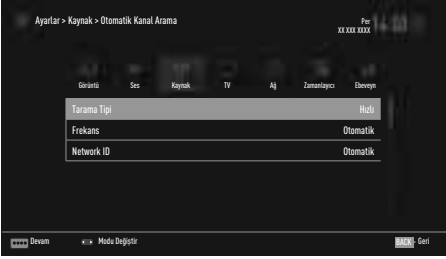 Ayarlar > Kaynak > Otomatik Kanal Arama
Per
XX XXX XXXX
Görüntü Ses Kaynak TV Ağ Zamanlayıcı Ebeveyn
Tarama Tipi Hızlı
Frekans Otomatik
Network ID Otomatik
Devam Modu Değiştir BACK - Geri